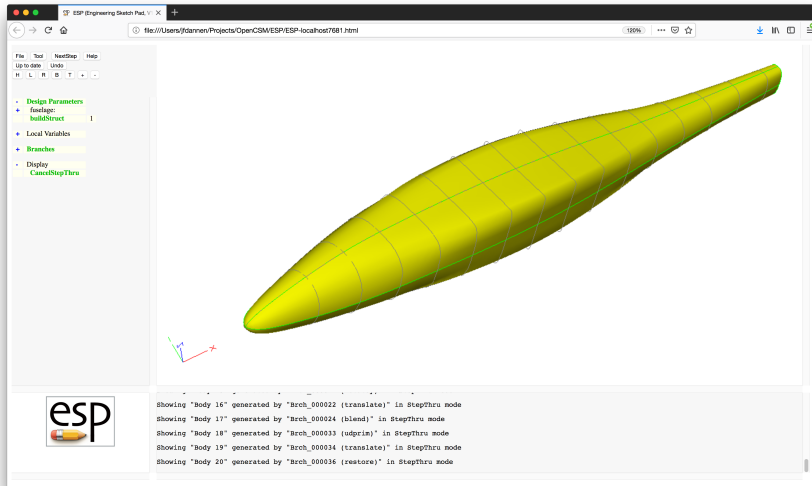 ESP (Engineering Sketch Pad, V
file:///Users/jfdannen/Projects/OpenCSM/ESP/ESP-localhost7681.html
120%
File Tool NextStep Help
Up to date Undo
H L R B T + -
- Design Parameters
+ fuselage:
buildStruct 1
+ Local Variables
+ Branches
- Display
CancelStepThru
X
esp
Showing "Body 16" generated by "Brch_000022 (translate)" in StepThru mode
Showing "Body 17" generated by "Brch_000024 (blend)" in StepThru mode
Showing "Body 18" generated by "Brch_000033 (udprim)" in StepThru mode
Showing "Body 19" generated by "Brch_000034 (translate)" in StepThru mode
Showing "Body 20" generated by "Brch_000036 (restore)" in StepThru mode